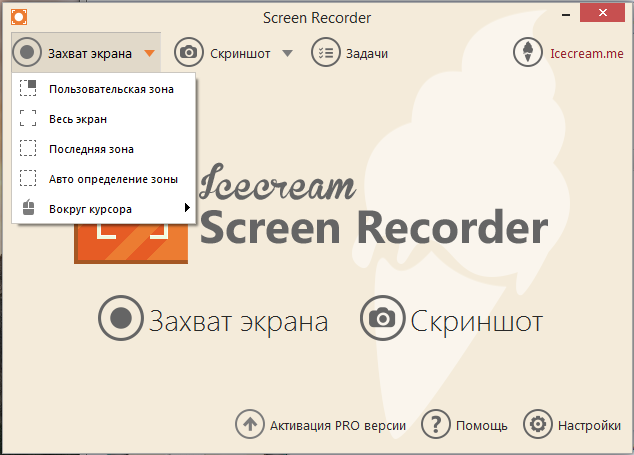 Screen Recorder
Захват экрана
Скриншот
Задачи
Icecream.me
Пользовательская зона
Весь экран
Последняя зона
Авто определение зоны
Вокруг курсора
Icecream
Screen Recorder
Захват экрана
Скриншот
Активация PRO версии
Помощь
Настройки